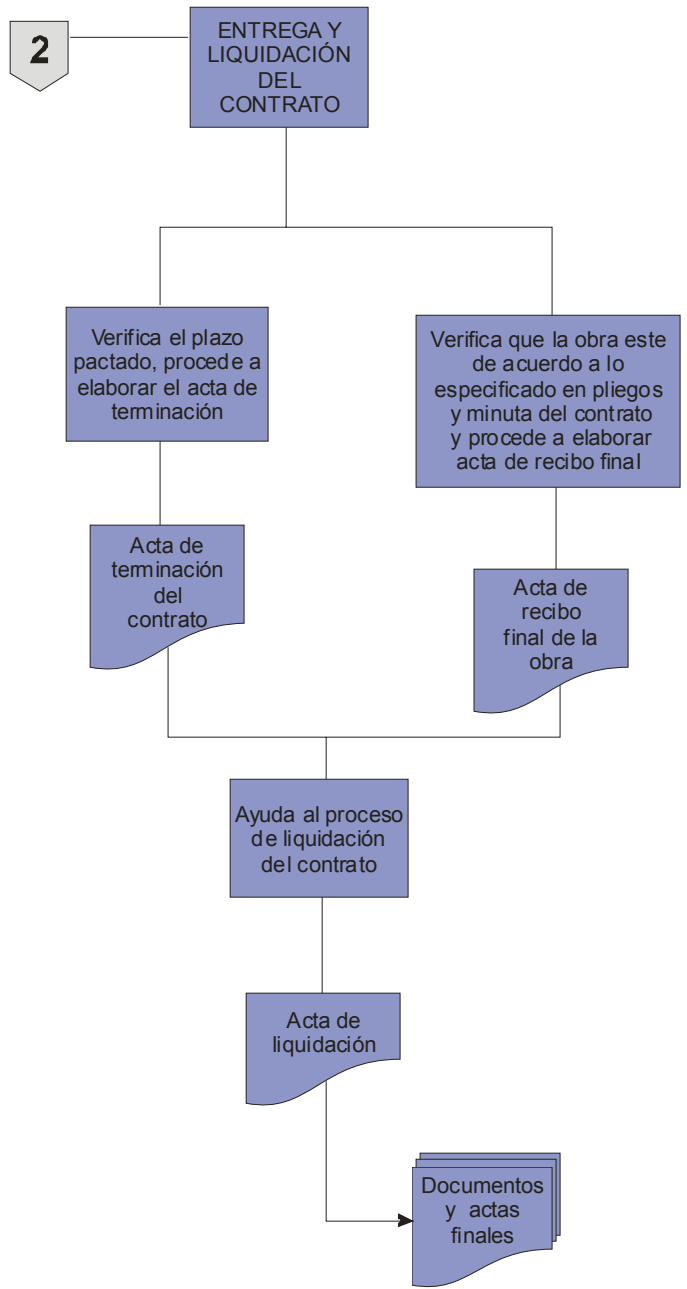 2
ENTREGA Y
LIQUIDACIÓN
DEL
CONTRATO
Verifica el plazo
pactado, procede a
elaborar el acta de
terminación
Verifica que la obra este
de acuerdo a lo
especificado en pliegos
y minuta del contrato
y procede a elaborar
acta de recibo final
Acta de
terminación
del
contrato
Acta de
recibo
final de la
obra
Ayuda al proceso
de liquidación
del contrato
Acta de
liquidación
Documentos
y actas
finales